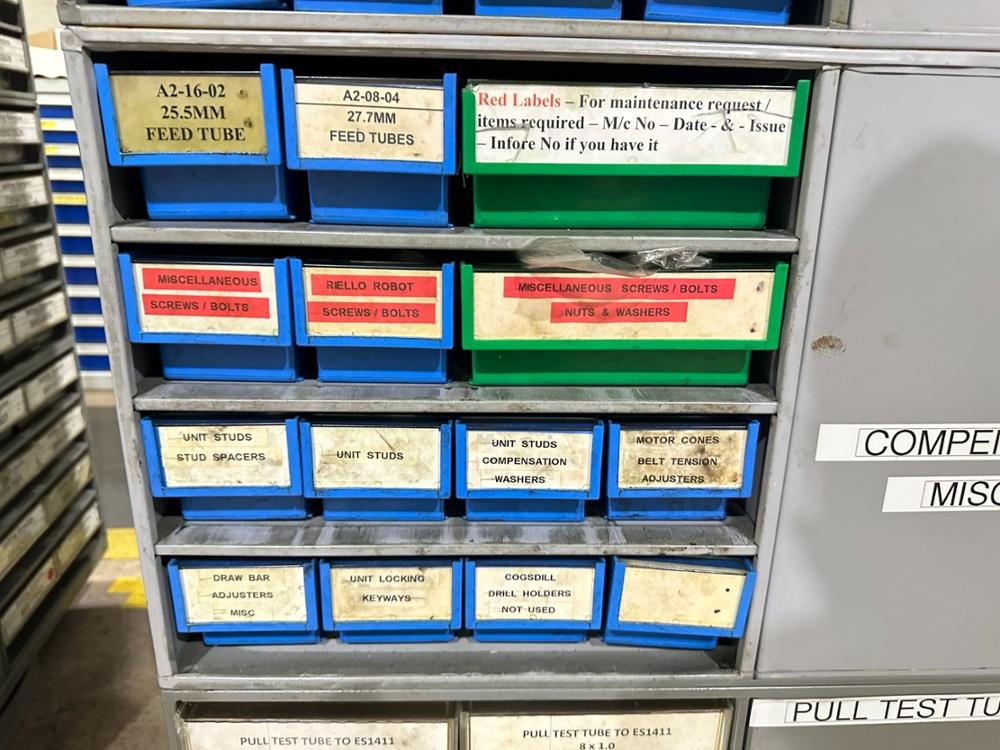 A2-16-02
25.5MM
FEED TUBE
A2-08-04
27.7MM
FEED TUBES
Red Labels – For maintenance request /
items required – M/c No – Date - & - Issue
– Infore No if you have it
MISCELLANEOUS
SCREWS / BOLTS
RIELLO ROBOT
SCREWS / BOLTS
MISCELLANEOUS SCREWS / BOLTS
NUTS & WASHERS
UNIT STUDS
STUD SPACERS
UNIT STUDS
UNIT STUDS
COMPENSATION
WASHERS
MOTOR CONES
BELT TENSION
ADJUSTERS
DRAW BAR
ADJUSTERS
MISC
UNIT LOCKING
KEYWAYS
COGSDILL
DRILL HOLDERS
NOT USED
COMPE
MISC
PULL TEST TU
PULL TEST TUBE TO ES1411
PULL TEST TUBE TO ES1411
8 x 1.0